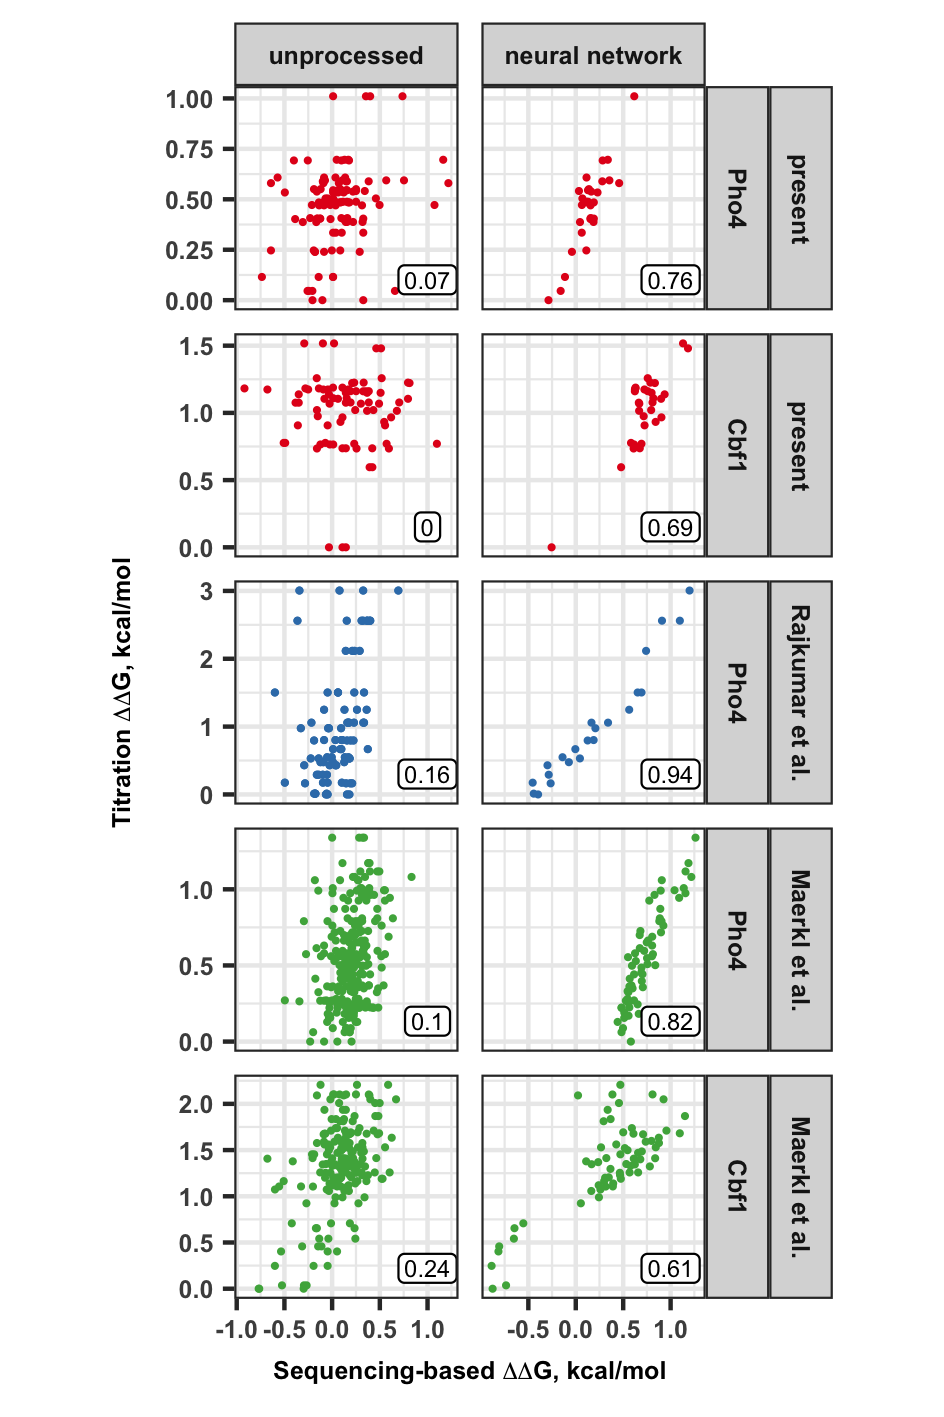 unprocessed
neural network
1.00
0.75
0.50
0.25
0.00
0.07
0.76
Pho4
present
1.5
1.0
0.5
0.0
0
0.69
Cbf1
present
Titration ΔΔG, kcal/mol
3
2
1
0
0.16
0.94
Pho4
Rajkumar et al.
1.0
0.5
0.0
0.1
0.82
Pho4
Maerkl et al.
2.0
1.5
1.0
0.5
0.0
0.24
0.61
Cbf1
Maerkl et al.
-1.0 -0.5 0.0 0.5 1.0
-0.5 0.0 0.5 1.0
Sequencing-based ΔΔG, kcal/mol